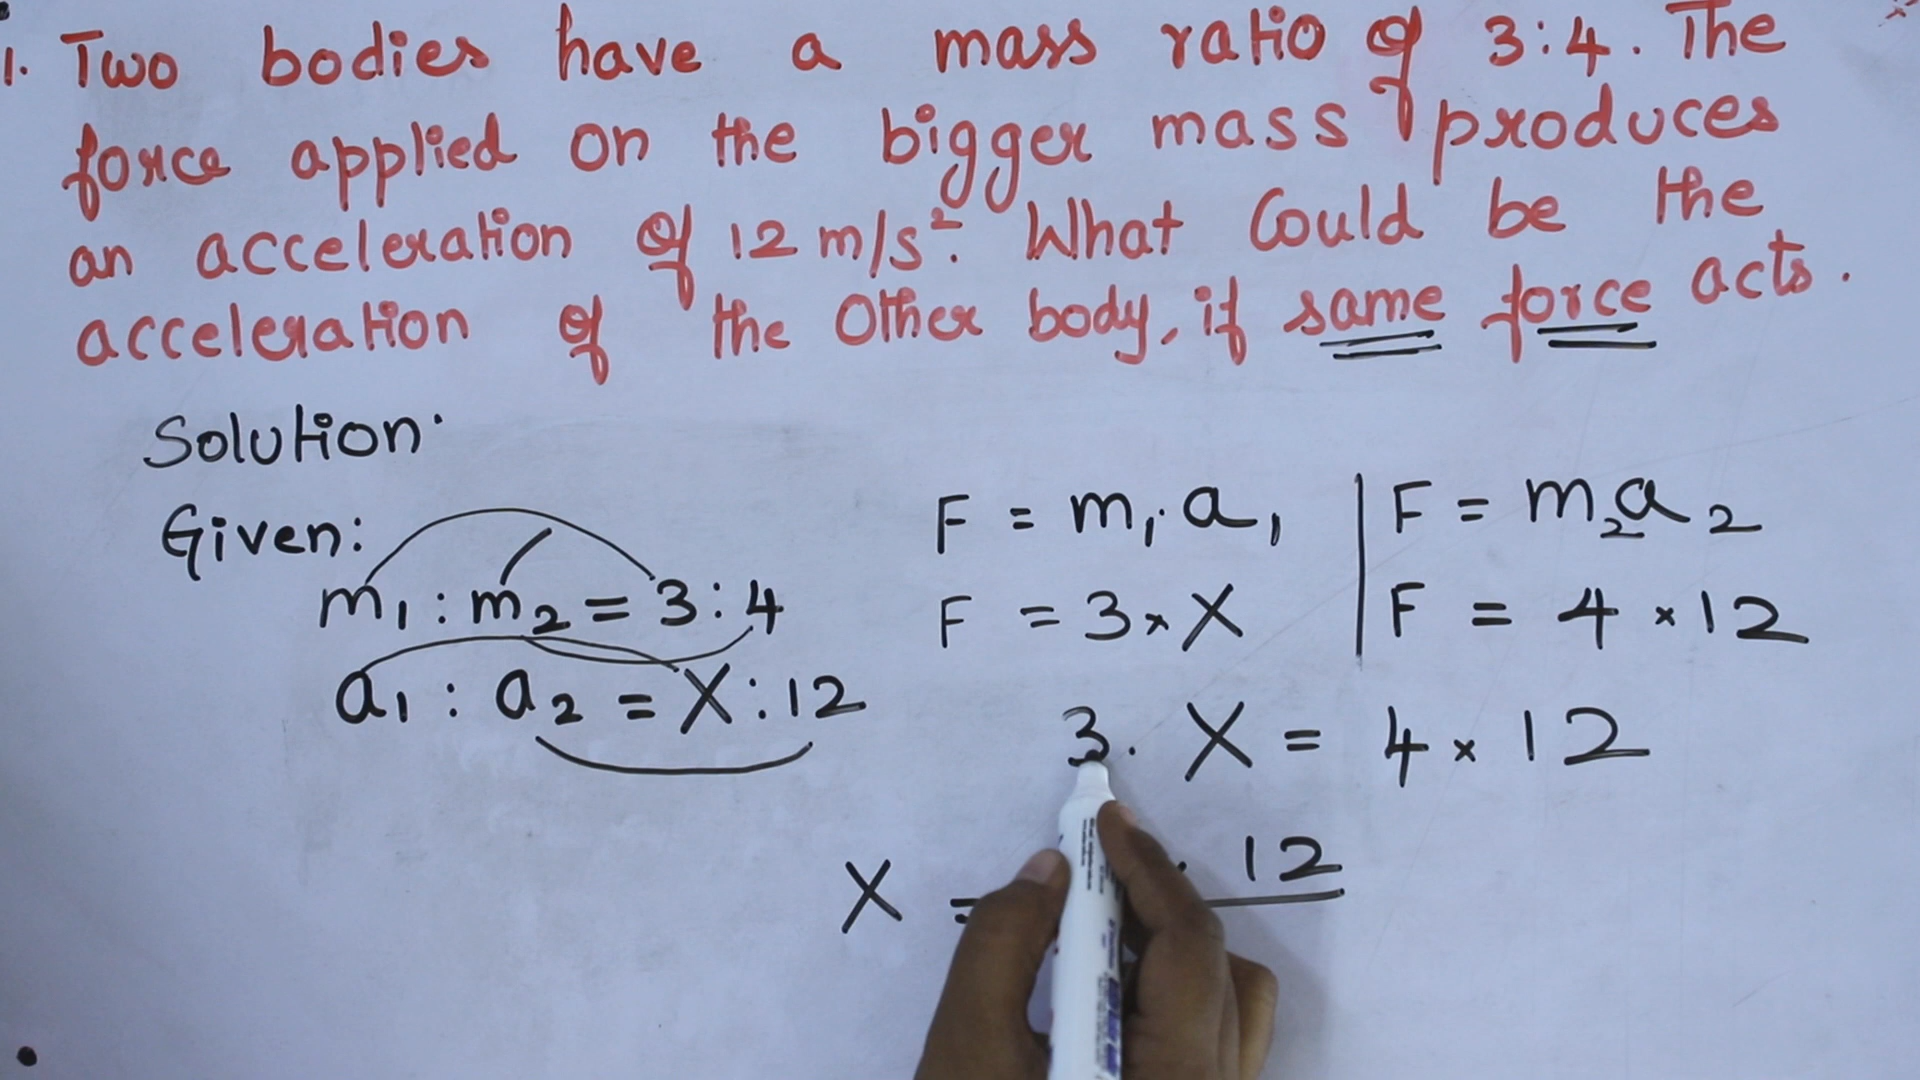 1. Two bodies have a mass ratio of 3:4. The
force applied on the bigger mass produces
an acceleration of 12 m/s². What Could be the
acceleration of the Other body, if same force acts.
Solution:
Given:
m₁ : m₂ = 3 : 4
a₁ : a₂ = X : 12
F = m₁. a₁
F = 3 × X
F = m₂a₂
F = 4 × 12
3. X = 4 × 12
X = 12